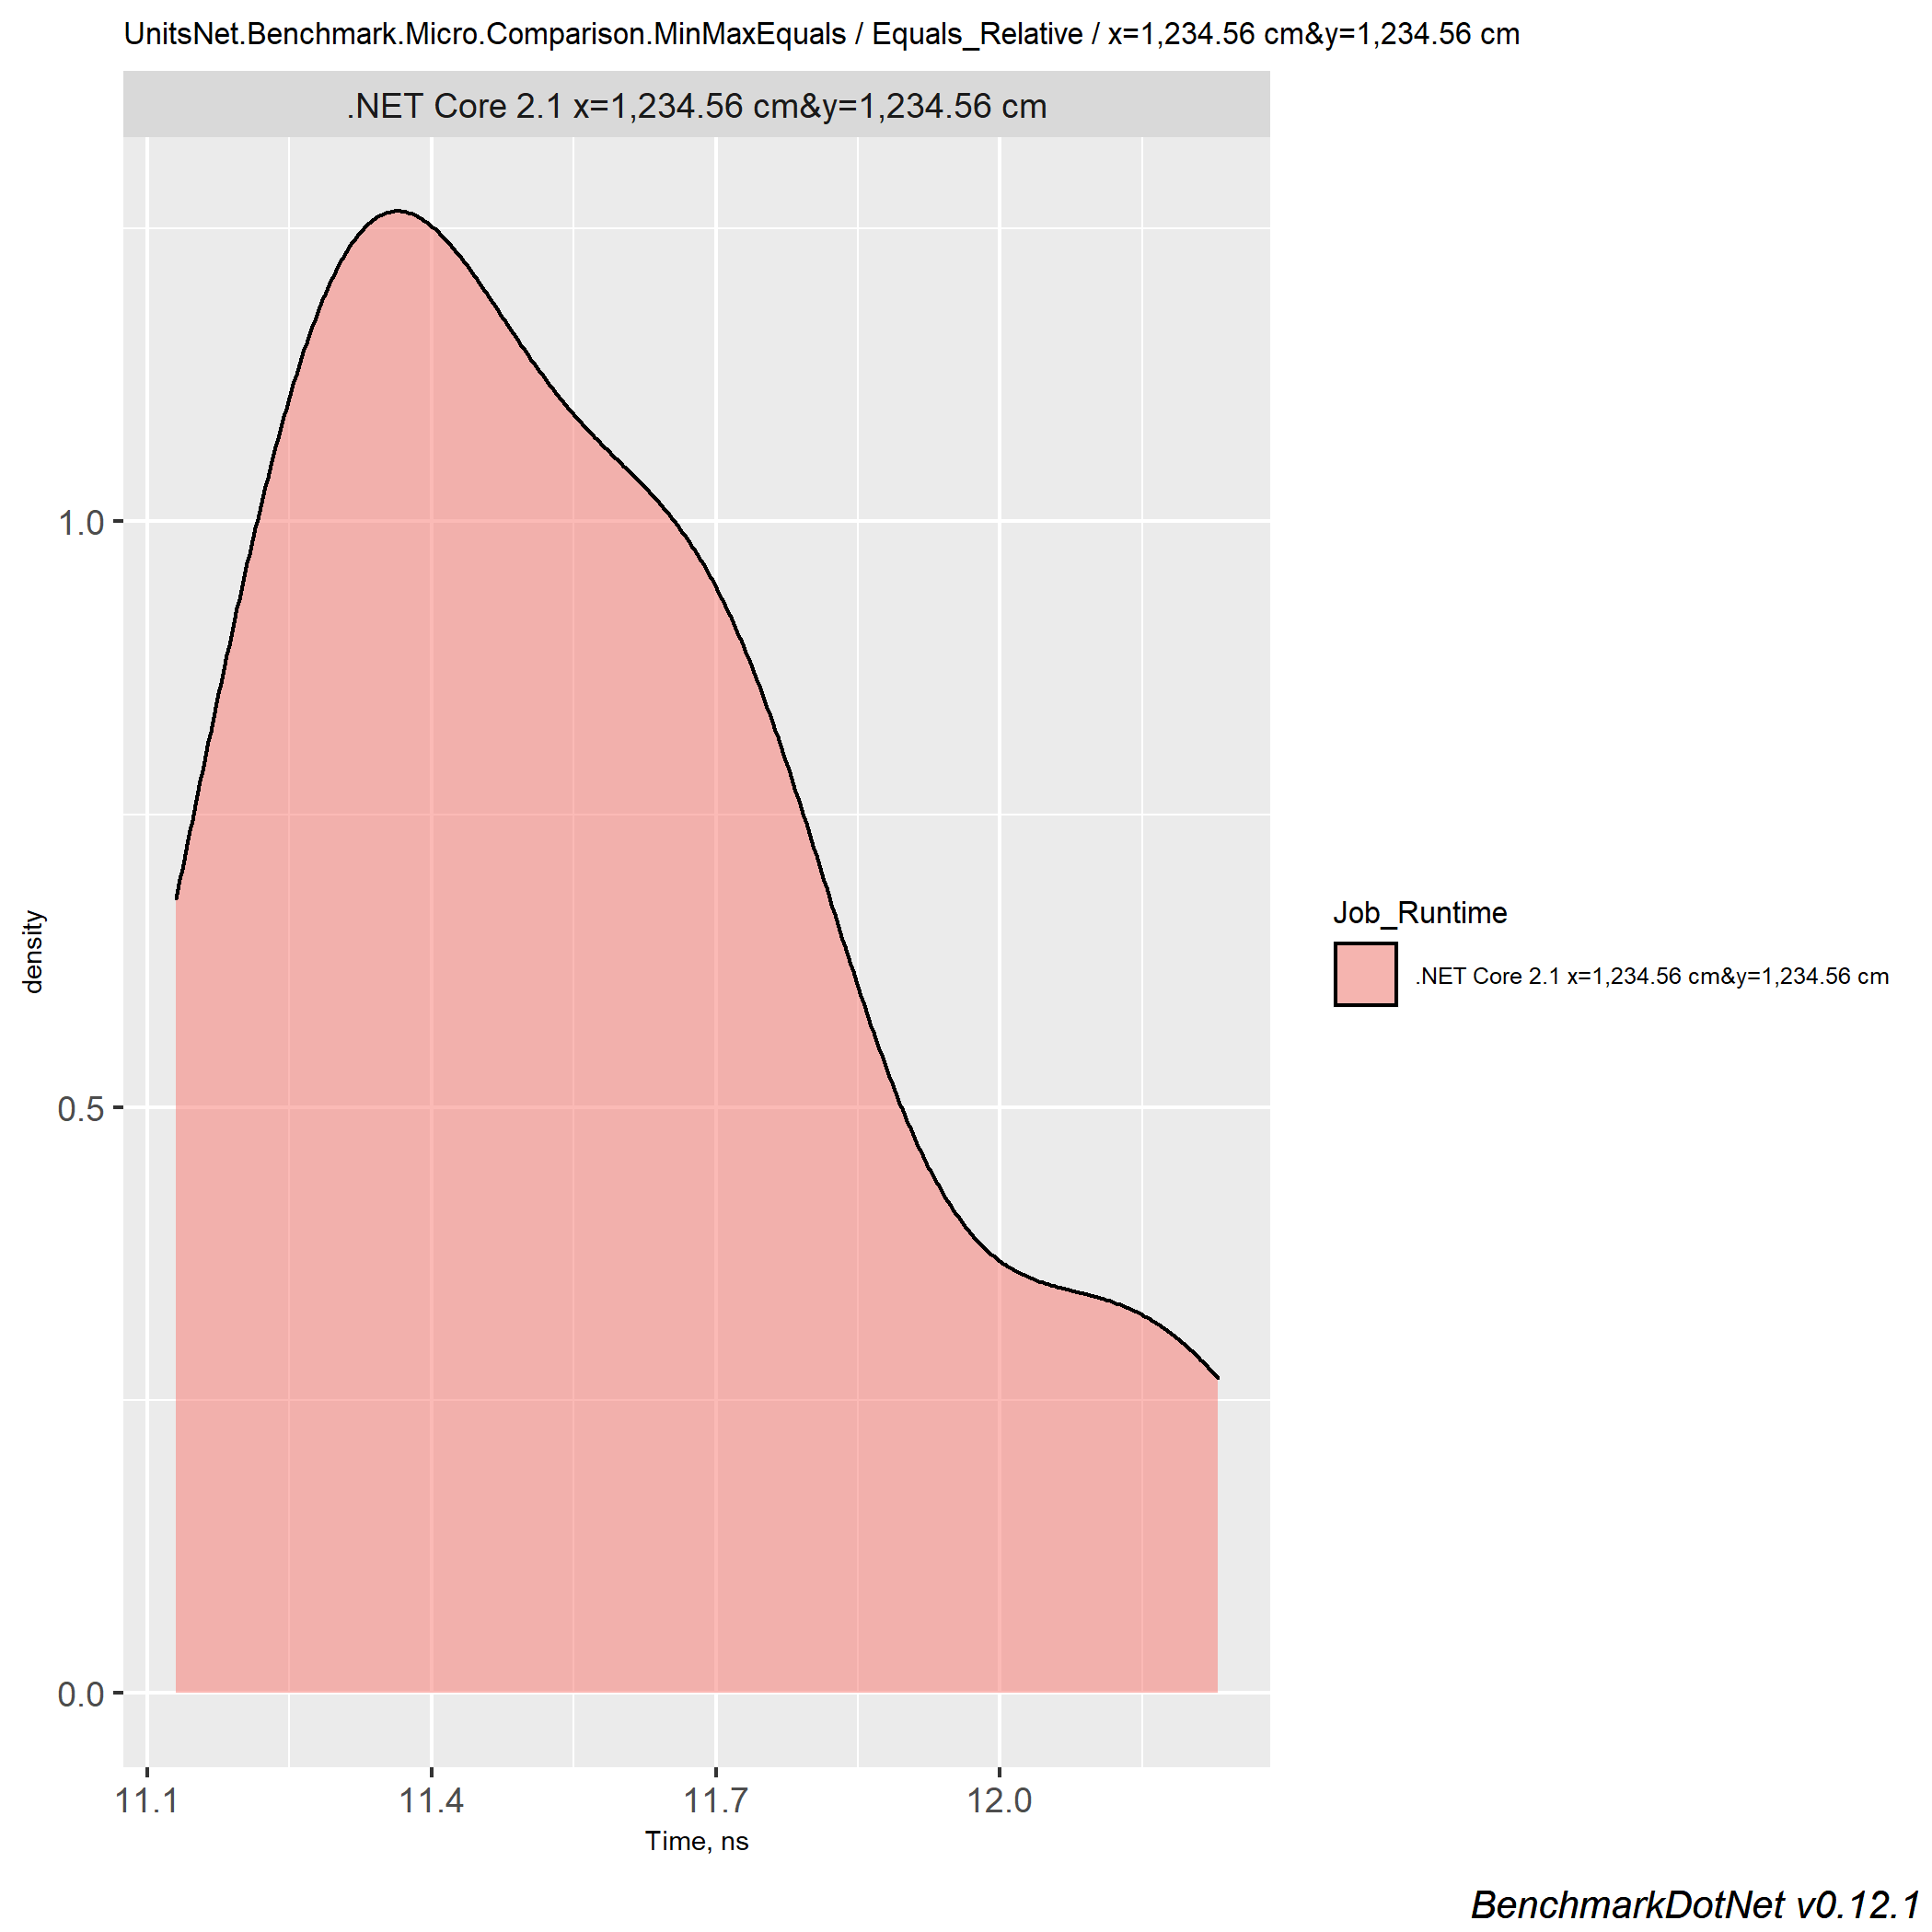 UnitsNet.Benchmark.Micro.Comparison.MinMaxEquals / Equals_Relative / x=1,234.56 cm&y=1,234.56 cm
.NET Core 2.1 x=1,234.56 cm&y=1,234.56 cm
1.0
0.5
0.0
density
11.1
11.4
11.7
12.0
Time, ns
Job_Runtime
.NET Core 2.1 x=1,234.56 cm&y=1,234.56 cm
BenchmarkDotNet v0.12.1